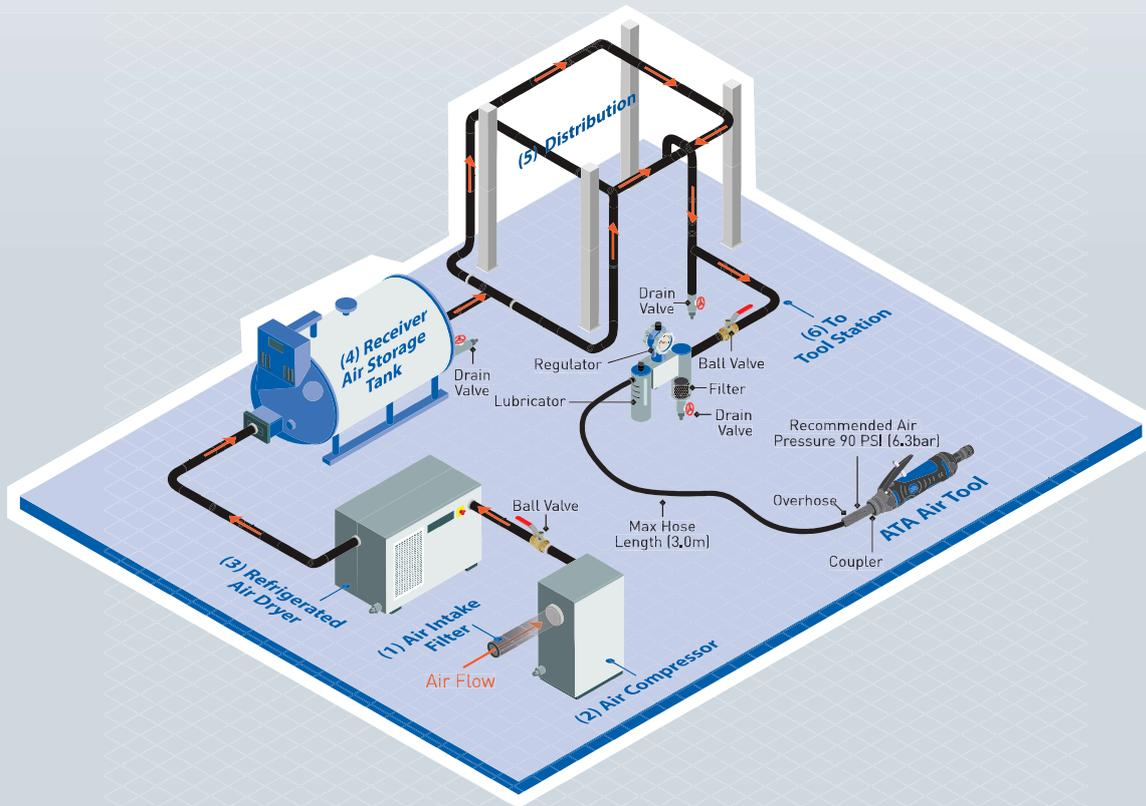 (5) Distribution
Drain
Valve
(6) To
Tool Station
Regulator
Ball Valve
(4) Receiver
Air Storage
Tank
Drain
Valve
Lubricator
Filter
Drain
Valve
Recommended Air
Pressure 90 PSI (6.3bar)
Overhose
ATA Air Tool
Coupler
Max Hose
Length (3.0m)
Ball Valve
(3) Refrigerated
Air Dryer
(1) Air Intake
Filter
Air Flow
(2) Air Compressor